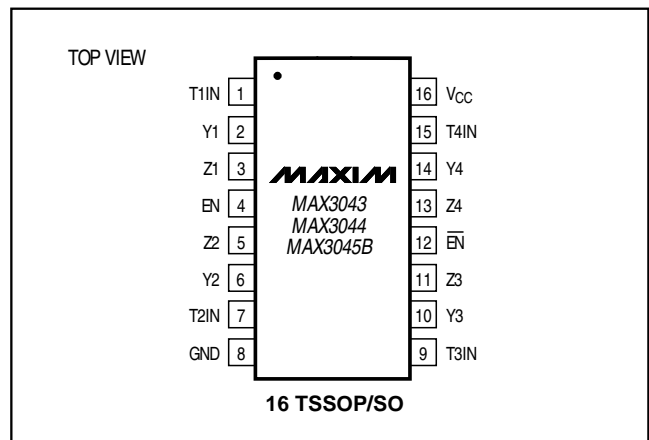 TOP VIEW
T1IN 1
Y1 2
Z1 3
EN 4
Z2 5
Y2 6
T2IN 7
GND 8
MAXIM
MAX3043
MAX3044
MAX3045B
16 VCC
15 T4IN
14 Y4
13 Z4
12 E̅N̅
11 Z3
10 Y3
9 T3IN
16 TSSOP/SO